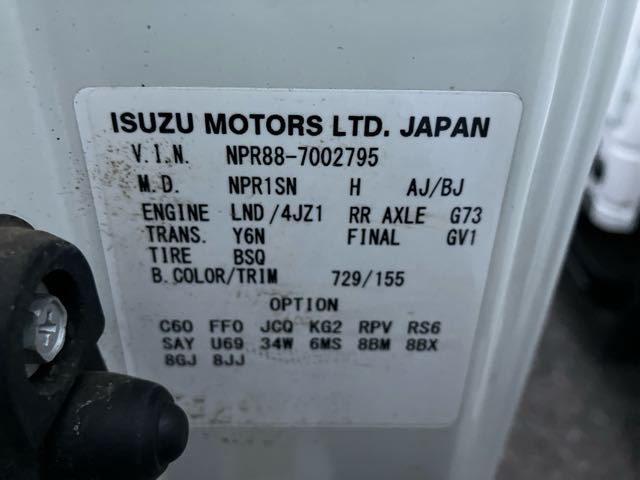 ISUZU MOTORS LTD. JAPAN
V.I.N. NPR88-7002795
M.D. NPR1SN H AJ/BJ
ENGINE LND/4JZ1 RR AXLE G73
TRANS. Y6N FINAL GV1
TIRE BSQ
B.COLOR/TRIM 729/155
OPTION
C60 FF0 JCQ KG2 RPV RS6
SAY U69 34W 6MS 8BM 8BX
8GJ 8JJ